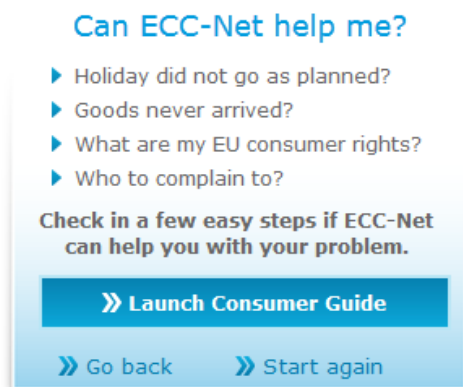 Can ECC-Net help me?
Holiday did not go as planned?
Goods never arrived?
What are my EU consumer rights?
Who to complain to?
Check in a few easy steps if ECC-Net
can help you with your problem.
Launch Consumer Guide
Go back Start again